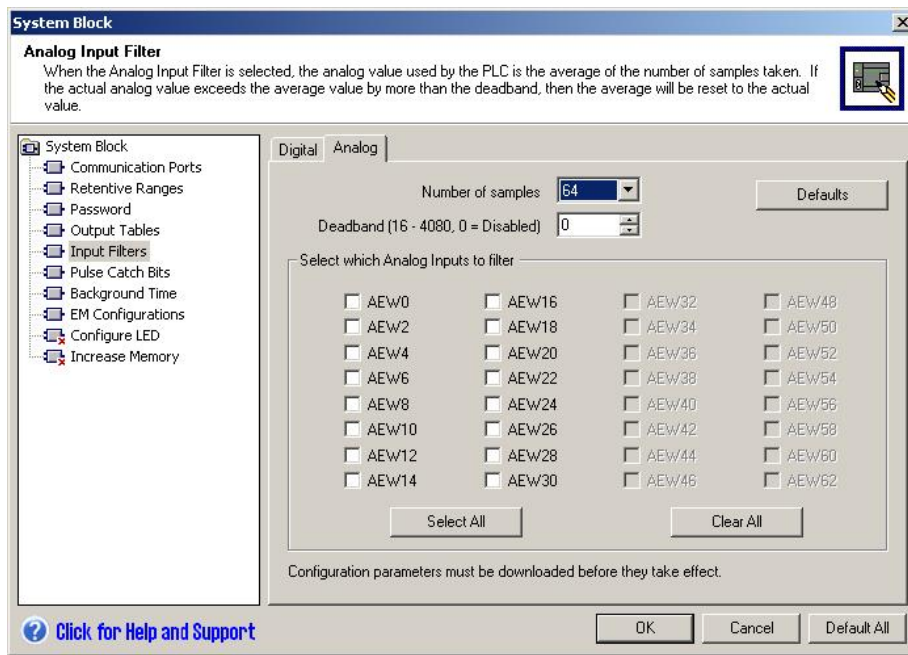 System Block
Analog Input Filter
When the Analog Input Filter is selected, the analog value used by the PLC is the average of the number of samples taken. If
the actual analog value exceeds the average value by more than the deadband, then the average will be reset to the actual
value.
System Block
Communication Ports
Retentive Ranges
Password
Output Tables
Input Filters
Pulse Catch Bits
Background Time
EM Configurations
Configure LED
Increase Memory
Digital Analog
Number of samples 64 Defaults
Deadband (16 - 4080, 0 = Disabled) 0
Select which Analog Inputs to filter
AEW0 AEW16 AEW32 AEW48
AEW2 AEW18 AEW34 AEW50
AEW4 AEW20 AEW36 AEW52
AEW6 AEW22 AEW38 AEW54
AEW8 AEW24 AEW40 AEW56
AEW10 AEW26 AEW42 AEW58
AEW12 AEW28 AEW44 AEW60
AEW14 AEW30 AEW46 AEW62
Select All Clear All
Configuration parameters must be downloaded before they take effect.
Click for Help and Support OK Cancel Default All